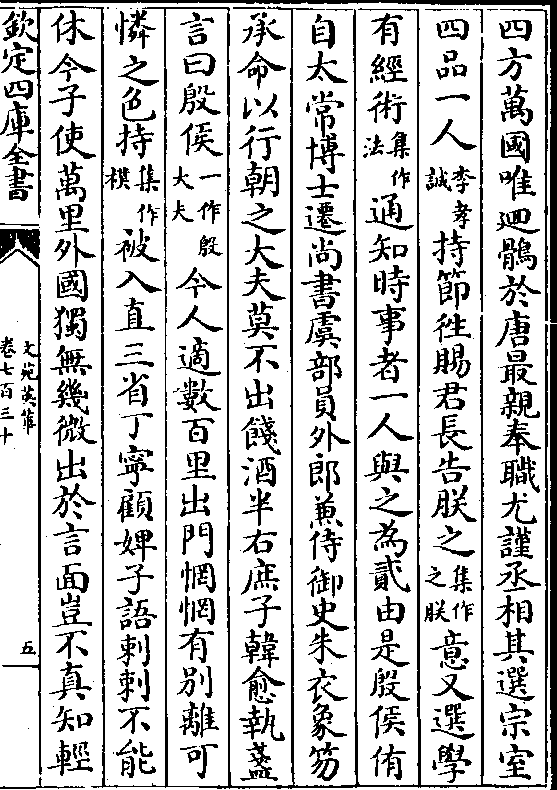 四方萬國唯廻鶻於唐最親奉職尤謹丞相其選宗室
四品一人李孝誠持節徃賜君長告朕之集作之朕意又選學
有經術集作法通知時事者一人與之為貳由是殷侯侑
自太常博士遷尚書虞部員外郎兼侍御史朱衣象笏
承命以行朝之大夫莫不出餞酒半右庶子韓愈執盞
言曰殷侯一作殷大夫今人適數百里出門惘惘有別離可
憐之色持集作樸被入直三省丁寧顧婢子語剌剌不能
休今子使萬里外國獨無幾微出於言面豈不真知輕
欽定四庫全書
文苑英華
卷七百三十
五